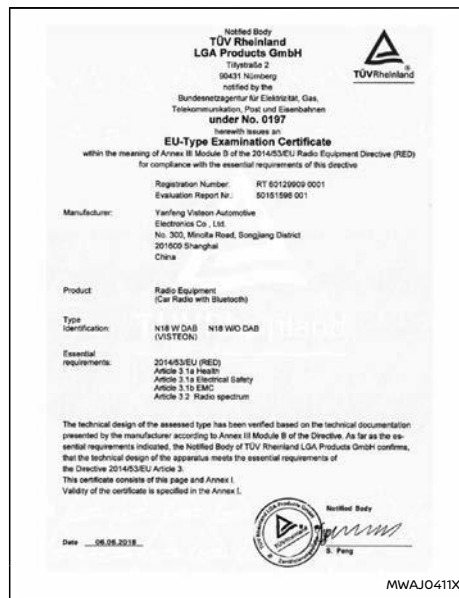 Notified Body
TÜV Rheinland
LGA Products GmbH
Tillystraße 2
90431 Nürnberg
notified by the
Bundesnetzagentur für Elektrizität, Gas,
Telekommunikation, Post und Eisenbahnen
under No. 0197
herewith issues an
EU-Type Examination Certificate
within the meaning of Annex III Module B of the 2014/53/EU Radio Equipment Directive (RED)
for compliance with the essential requirements of this directive
TÜVRheinland
Registration Number: RT 60129909 0001
Evaluation Report Nr.: 50151596 001
Manufacturer: Yanfeng Visteon Automotive
Electronics Co., Ltd.
No. 300, Minolta Road, Songjiang District
201600 Shanghai
China
Product: Radio Equipment
(Car Radio with Bluetooth)
Type
Identification: N18 W DAB N18 W/O DAB
(VISTEON)
Essential
requirements: 2014/53/EU (RED)
Article 3.1a Health
Article 3.1a Electrical Safety
Article 3.1b EMC
Article 3.2 Radio spectrum
The technical design of the assessed type has been verified based on the technical documentation
presented by the manufacturer according to Annex III Module B of the Directive. As far as the es-
sential requirements indicated, the Notified Body of TÜV Rheinland LGA Products GmbH confirms,
that the technical design of the apparatus meets the essential requirements of
the Directive 2014/53/EU Article 3.
This certificate consists of this page and Annex I.
Validity of the certificate is specified in the Annex I.
Notified Body
Date 06.06.2018
S. Peng
MWAJ0411X